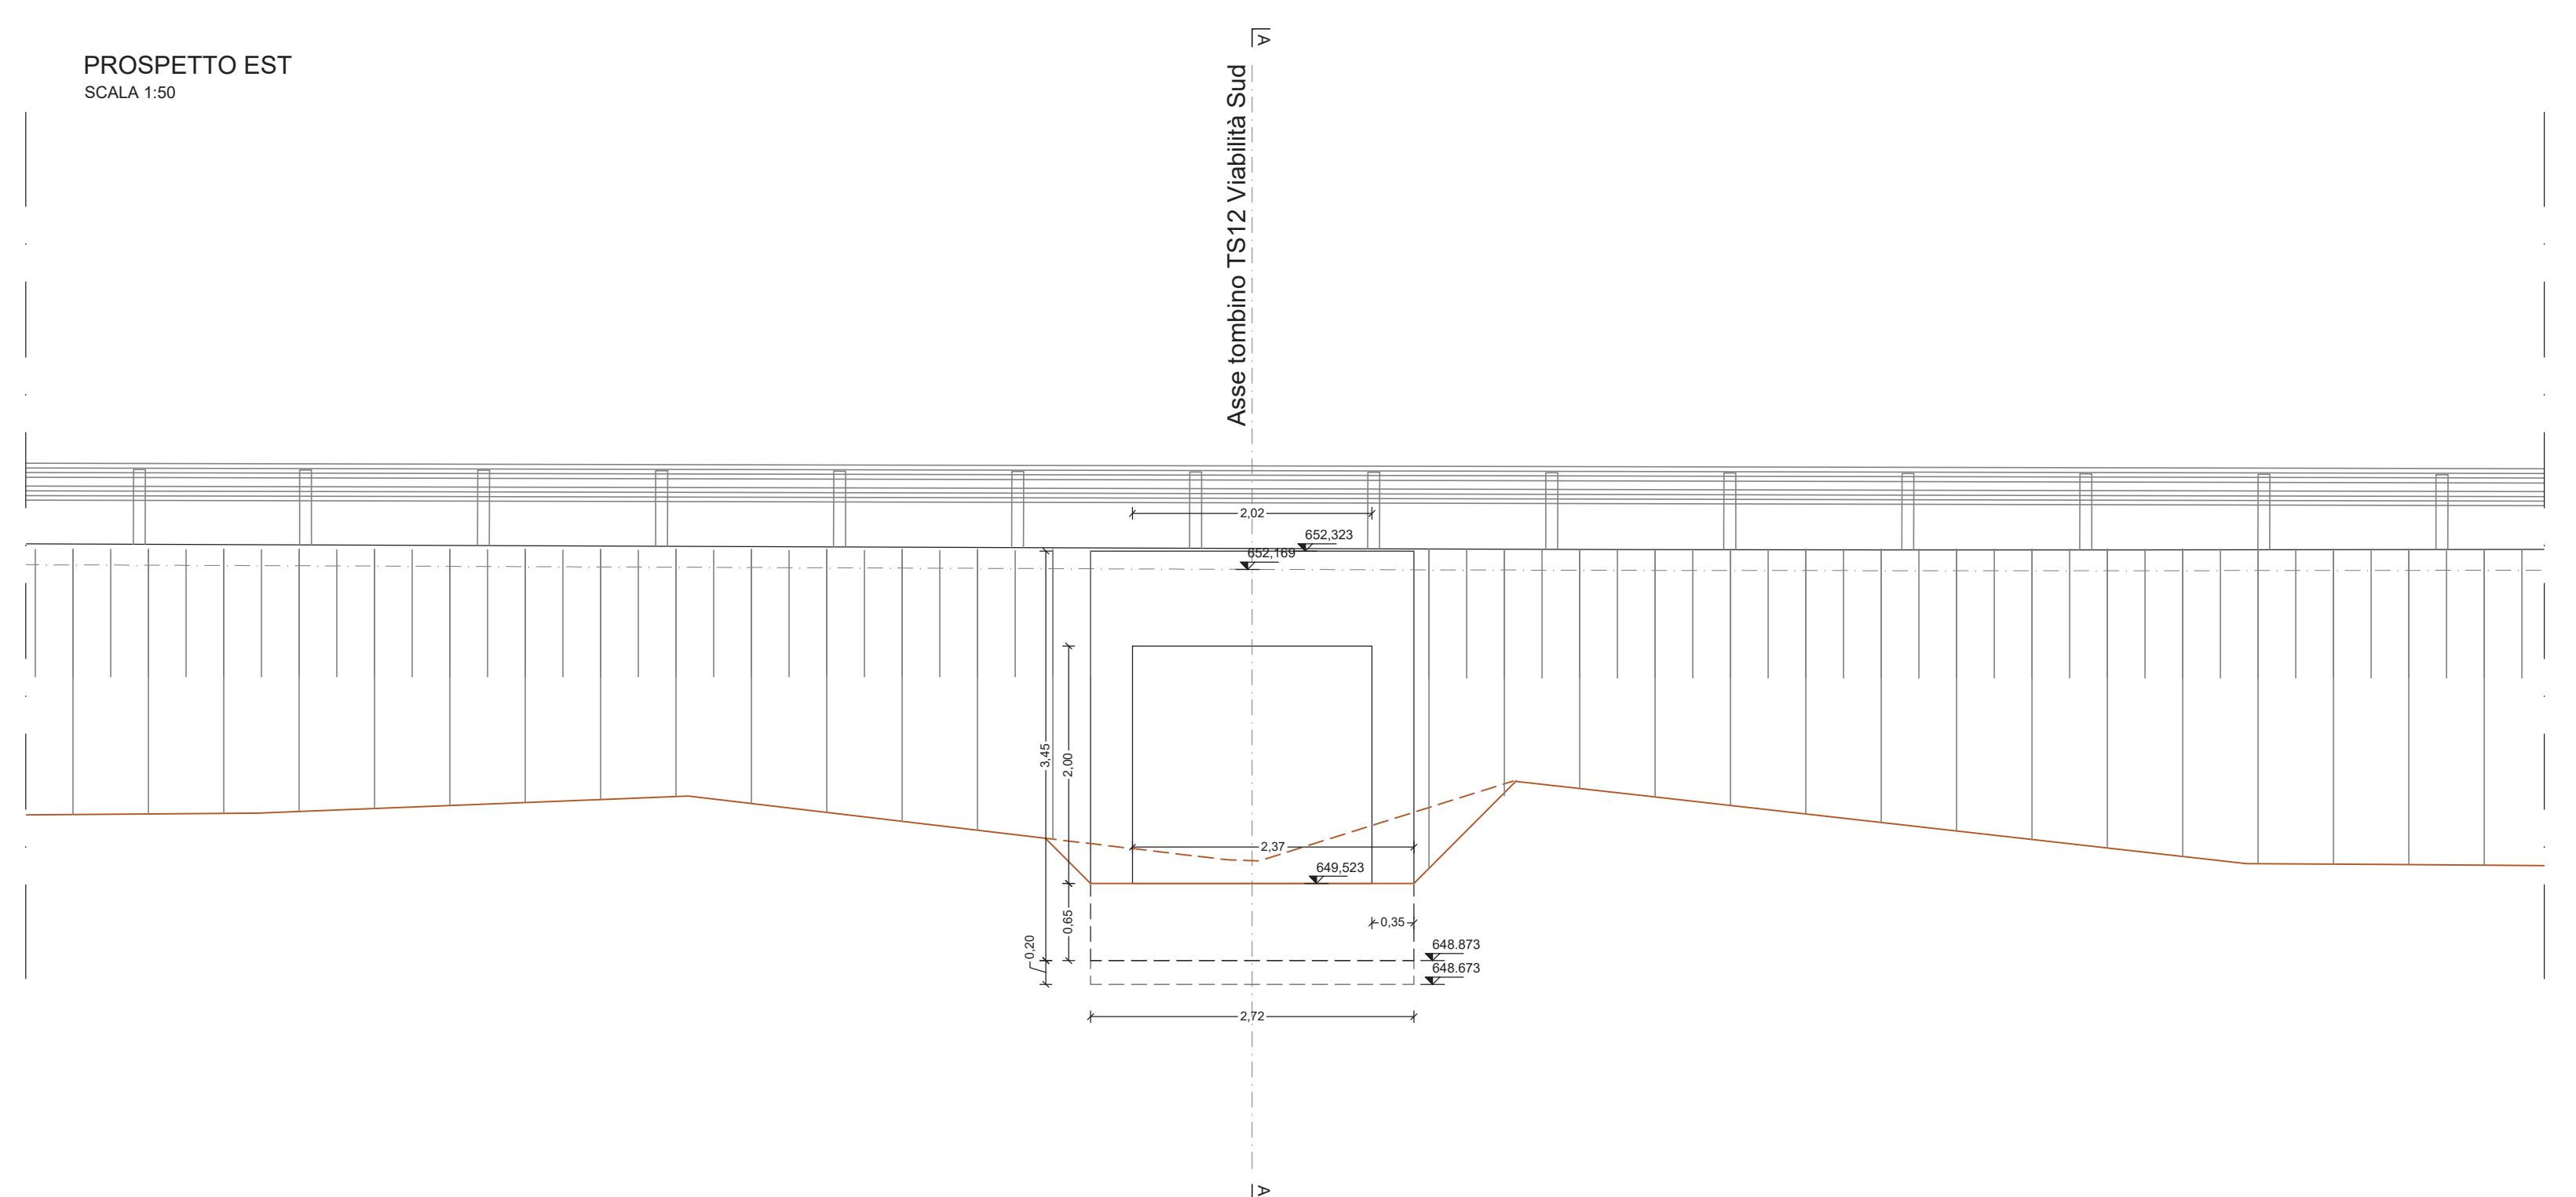 A
PROSPETTO EST
SCALA 1:50
Asse tombino TS12 Viabilità Sud
2,02
652,323
652,169
3,45
2,00
2,37
649,523
0,65
0,35
0,20
648.873
648.673
2,72
A